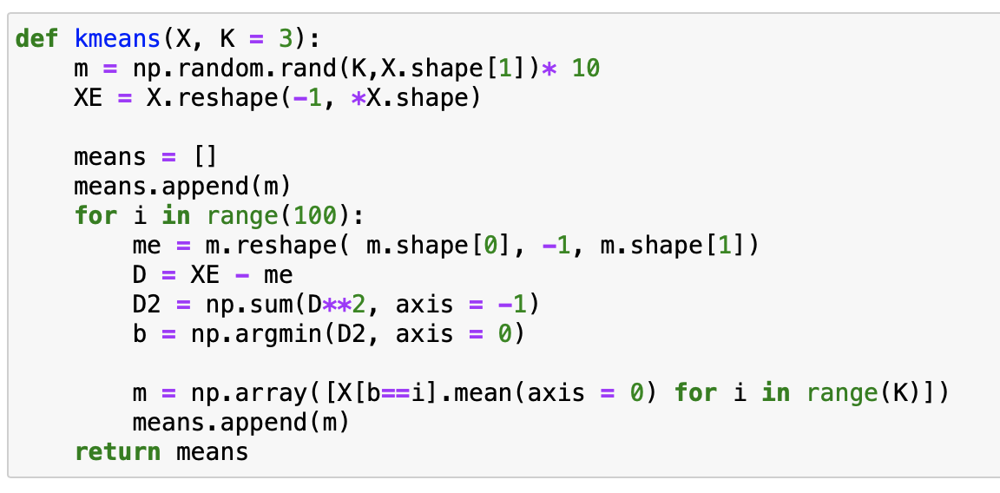 def kmeans(X, K = 3):
    m = np.random.rand(K,X.shape[1])* 10
    XE = X.reshape(-1, *X.shape)

    means = []
    means.append(m)
    for i in range(100):
        me = m.reshape( m.shape[0], -1, m.shape[1])
        D = XE - me
        D2 = np.sum(D**2, axis = -1)
        b = np.argmin(D2, axis = 0)

        m = np.array([X[b==i].mean(axis = 0) for i in range(K)])
        means.append(m)
    return means